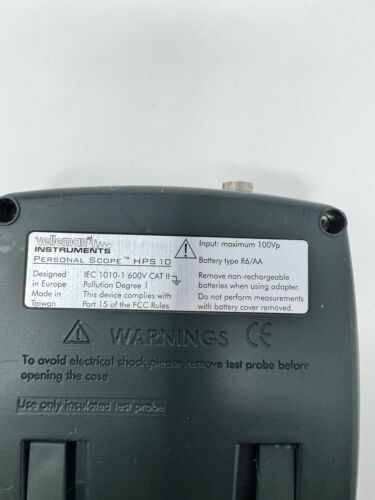 velleman
INSTRUMENTS
PERSONAL SCOPE™ HPS10
Designed in Europe
Made in Taiwan
IEC 1010-1 600V CAT II
Pollution Degree 1
This device complies with
Part 15 of the FCC Rules
Input: maximum 100Vp
Battery type R6/AA
Remove non-rechargeable
batteries when using adapter.
Do not perform measurements
with battery cover removed.
WARNINGS CE
To avoid electrical shock please remove test probe before
opening the case
Use only insulated test probe